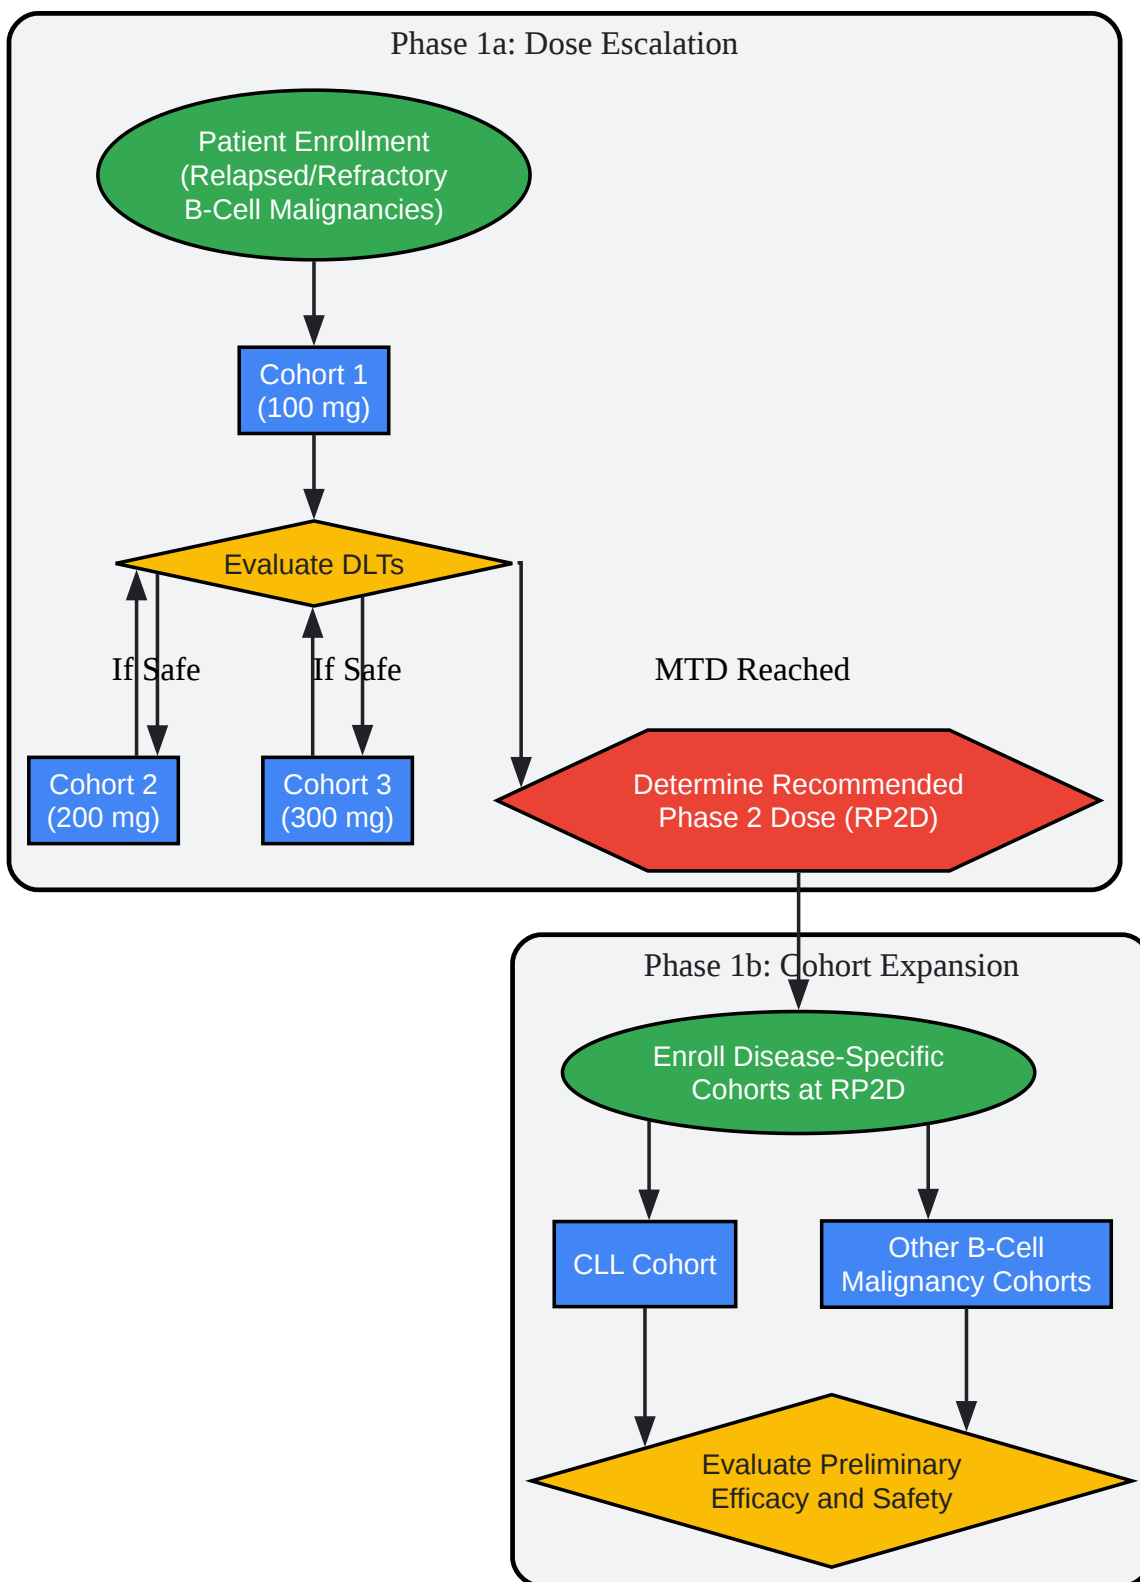 Phase 1a: Dose Escalation
Patient Enrollment
(Relapsed/Refractory
B-Cell Malignancies)
Cohort 1
(100 mg)
Evaluate DLTs
If Safe
If Safe
MTD Reached
Cohort 2
(200 mg)
Cohort 3
(300 mg)
Determine Recommended
Phase 2 Dose (RP2D)
Phase 1b: Cohort Expansion
Enroll Disease-Specific
Cohorts at RP2D
CLL Cohort
Other B-Cell
Malignancy Cohorts
Evaluate Preliminary
Efficacy and Safety